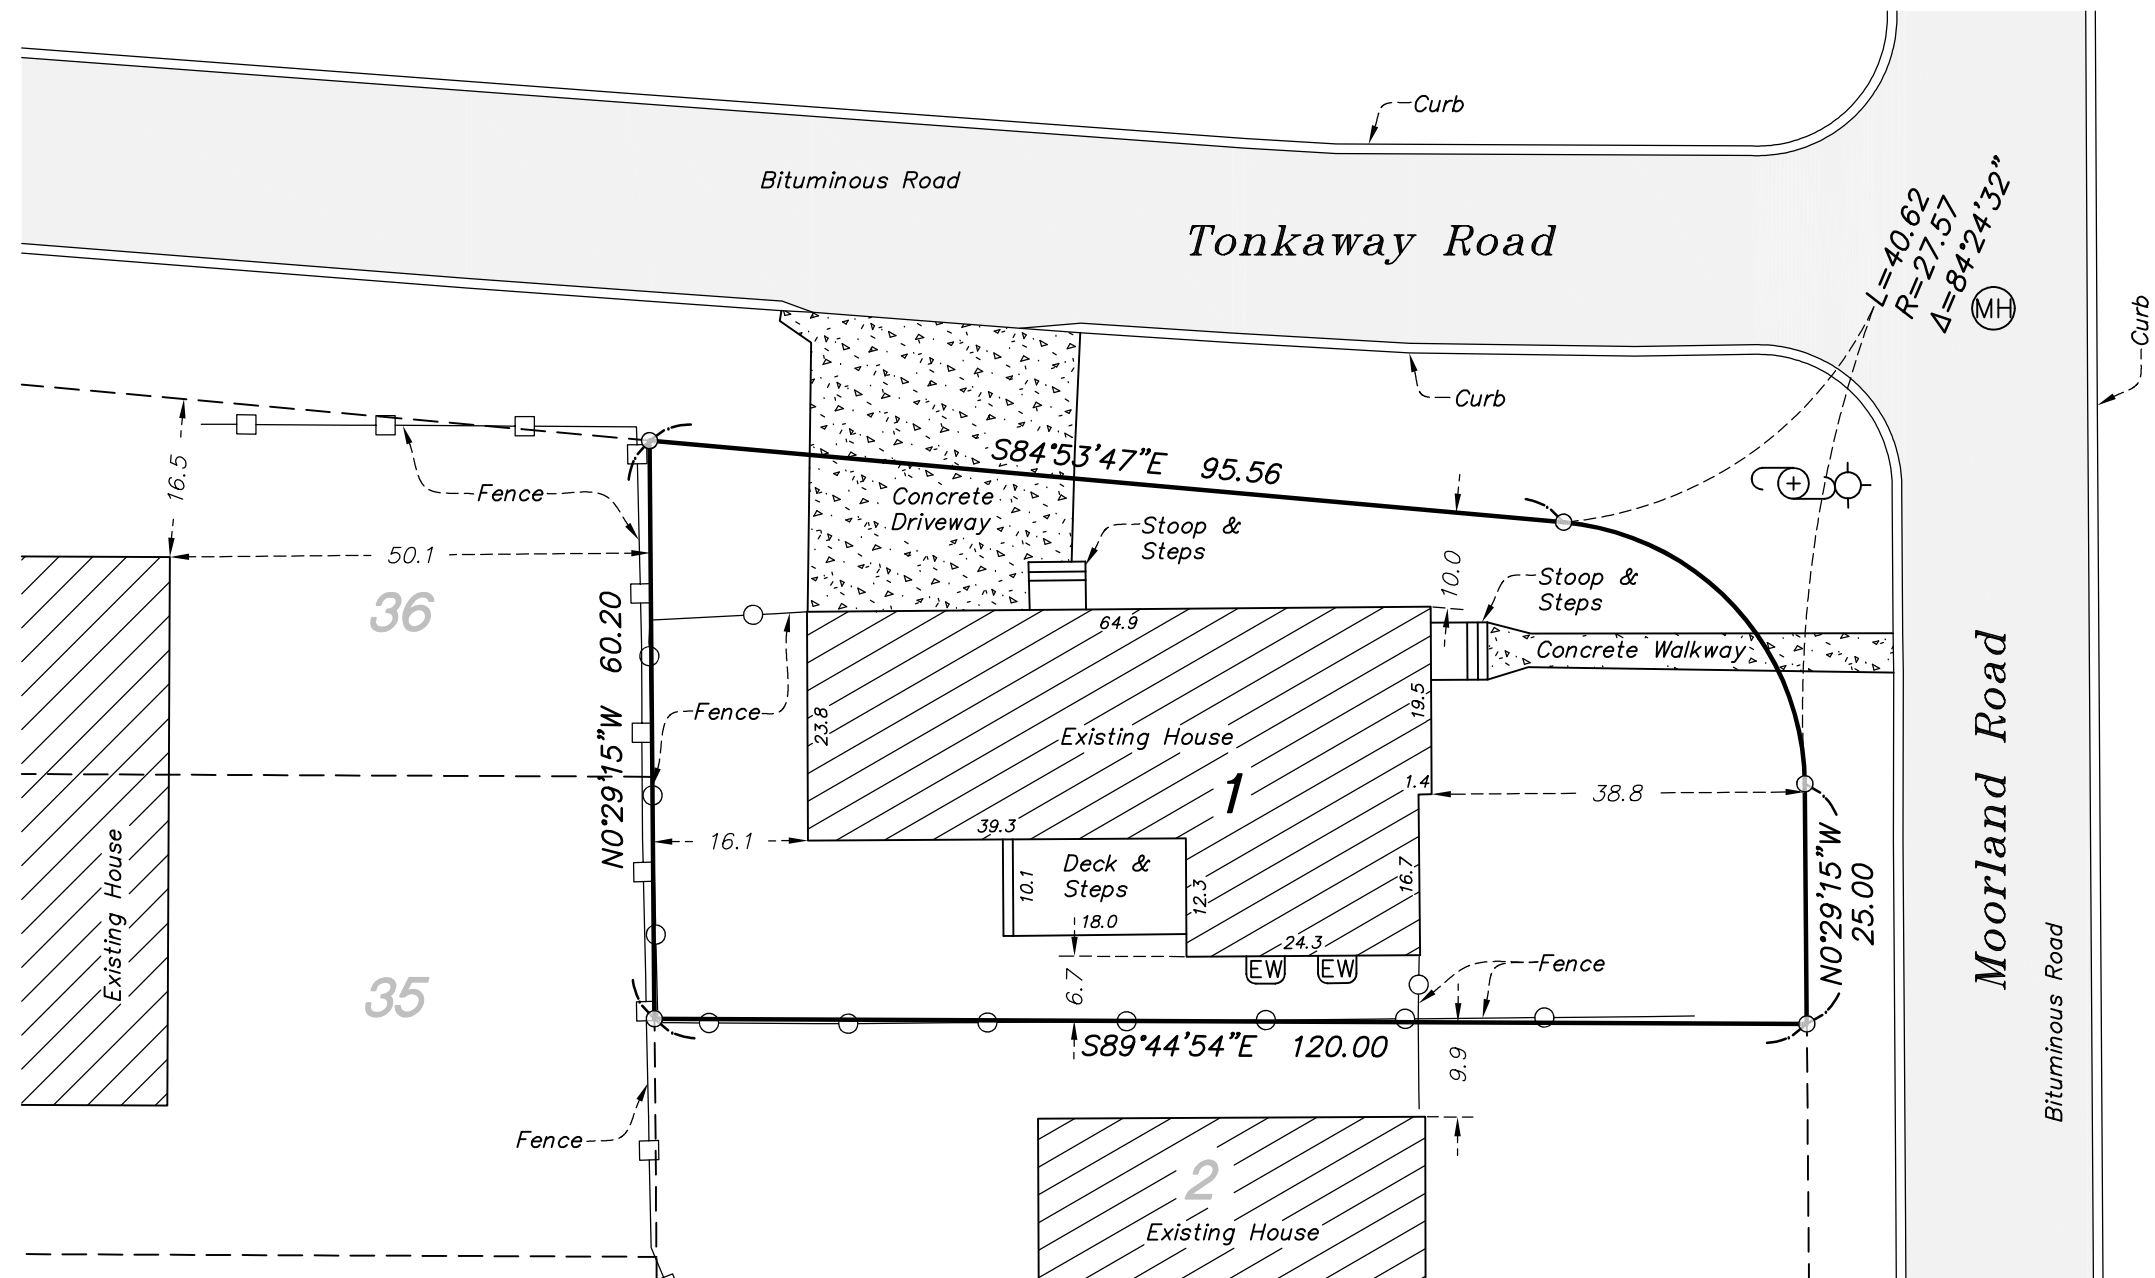 Curb
Bituminous Road
Tonkaway Road
L=40.62
R=27.57
Δ=84°24'32"
MH
Curb
Curb
S84°53'47"E 95.56
16.5
Fence
Concrete
Driveway
Stoop &
Steps
50.1
10.0
Stoop &
Steps
36
64.9
Concrete Walkway
N0°29'15"W 60.20
Fence
23.8
19.5
Existing House
1
1.4
38.8
39.3
16.1
Deck &
Steps
10.1
18.0
12.3
16.7
24.3
N0°29'15"W
25.00
Moorland Road
Bituminous Road
Existing House
35
6.7
EW
EW
Fence
S89°44'54"E 120.00
9.9
Fence
2
Existing House